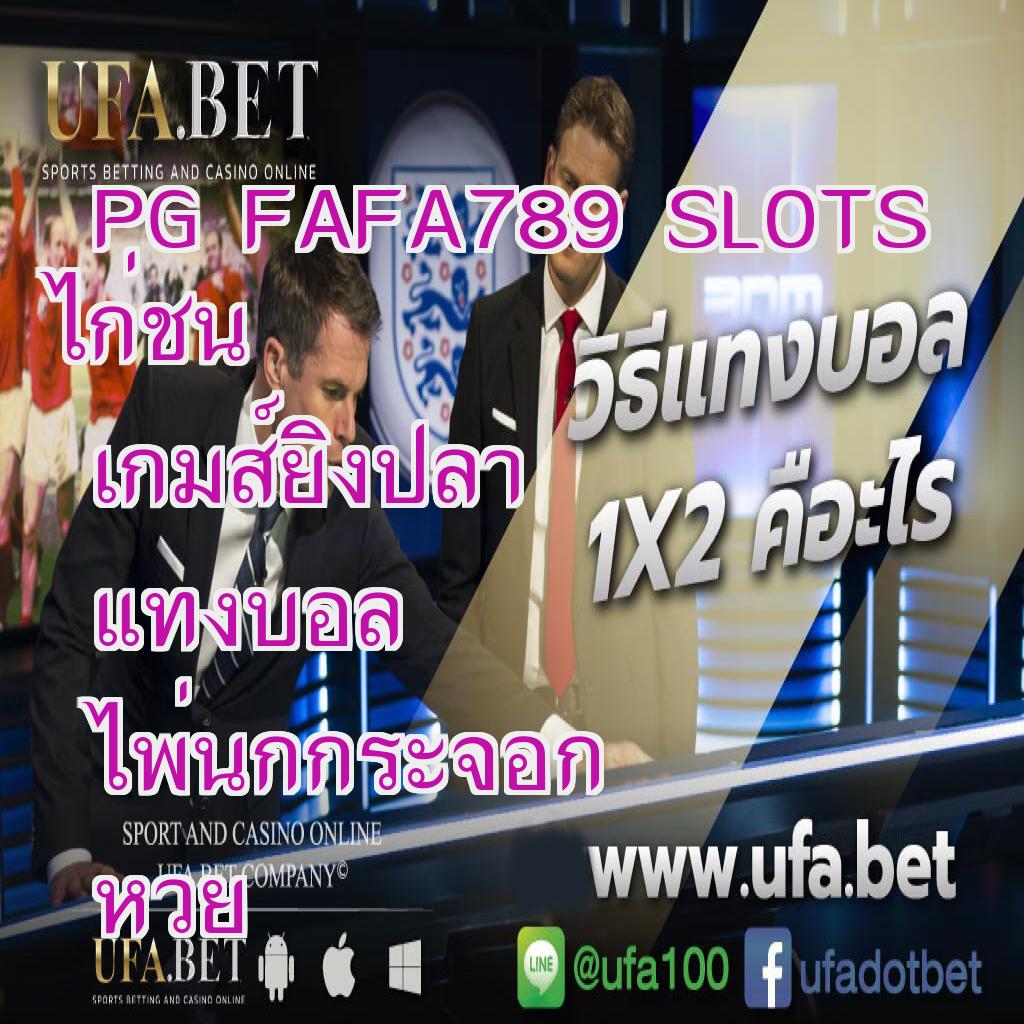 UFA.BET
SPORTS BETTING AND CASINO ONLINE
PG FAFA789 SLOTS
ไก่ชน
เกมส์ยิงปลา
แทงบอล
ไพ่นกกระจอก
หวย
วิธีแทงบอล
1X2 คืออะไร
SPORT AND CASINO ONLINE
UFA.BET COMPANY©
www.ufa.bet
UFA.BET
SPORTS BETTING AND CASINO ONLINE
LINE @ufa100
f ufadotbet